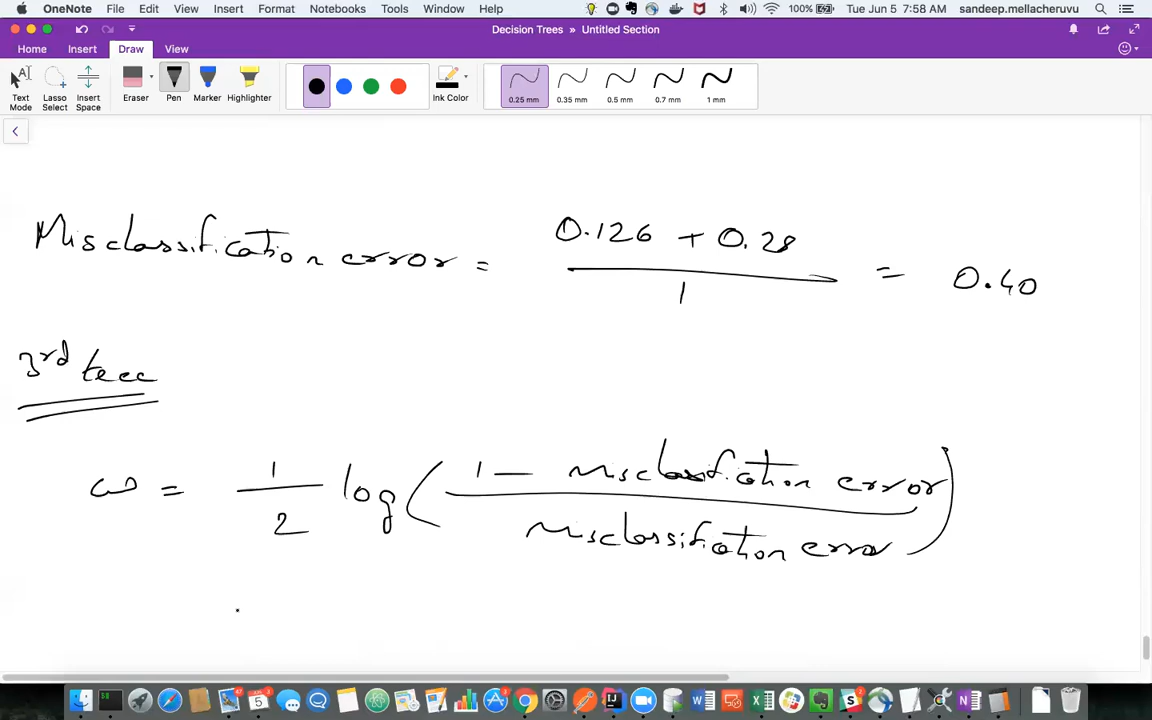 OneNote File Edit View Insert Format Notebooks Tools Window Help 100% Tue Jun 5 7:58 AM sandeep.mellacheruvu
Decision Trees » Untitled Section
Home Insert Draw View
Text Mode Lasso Select Insert Space Eraser Pen Marker Highlighter Ink Color 0.25 mm 0.35 mm 0.5 mm 0.7 mm 1 mm
Misclassification error = 0.126 + 0.28 / 1 = 0.40
3rd tree
ω = 1/2 log( 1 - misclassification error / misclassification error )